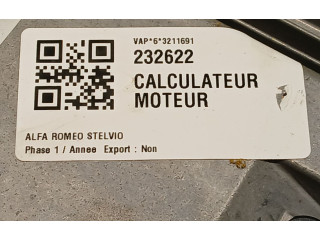 VAP*6*3211691
232622
CALCULATEUR
MOTEUR
ALFA ROMEO STELVIO
Phase 1 / Annee Export : Non